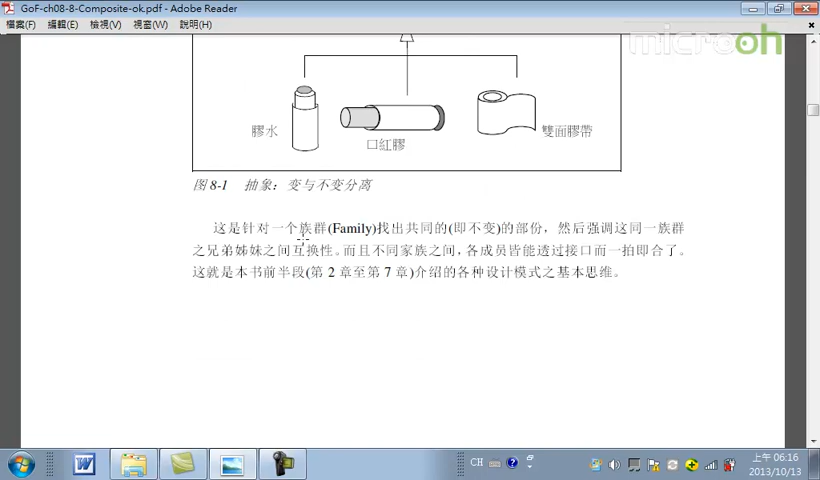 GoF-ch08-8-Composite-ok.pdf - Adobe Reader
檔案(F) 編輯(E) 檢視(V) 視窗(W) 說明(H)
microoh
膠水
口紅膠
雙面膠帶
图 8-1 抽象：变与不变分离
这是针对一个族群(Family)找出共同的(即不变)的部份，然后强调这同一族群
之兄弟姊妹之间互换性。而且不同家族之间，各成员皆能透过接口而一拍即合了。
这就是本书前半段(第 2 章至第 7 章)介绍的各种设计模式之基本思维。
CH
上午 06:16
2013/10/13